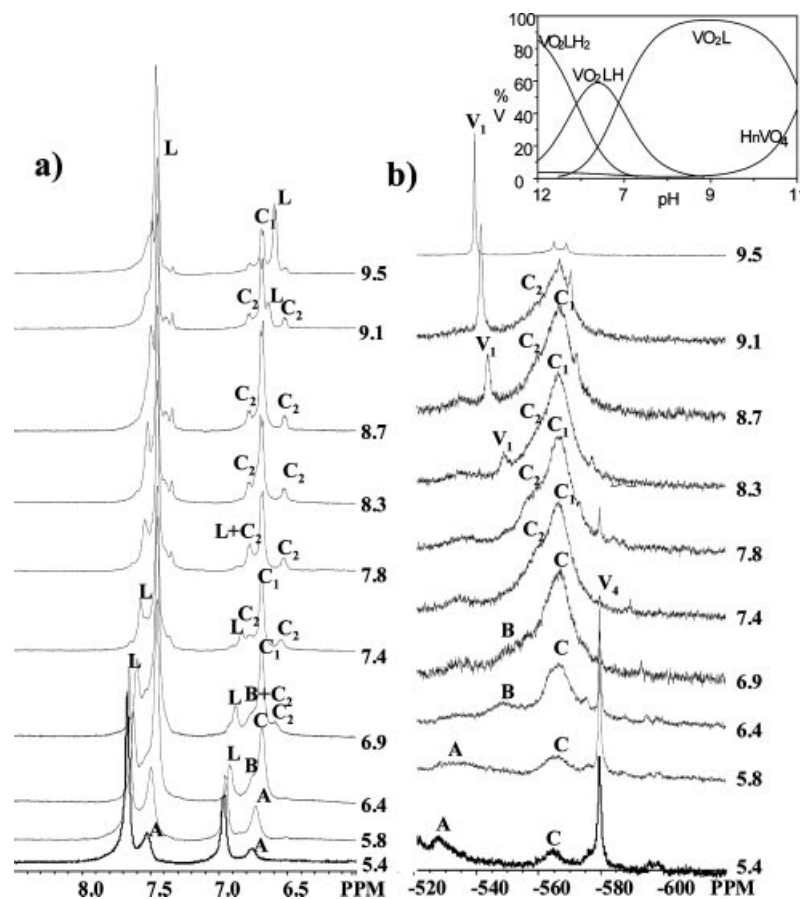 100
80
60
40
20
0
%
V
VO₂LH₂
VO₂LH
VO₂L
HnVO₄
12 7 9 11
pH
a)
L
L
C₁
9.5
C₂ L C₂
9.1
C₂ C₂
8.7
C₂ C₂
8.3
L+C₂ C₂
7.8
C₁
L
L C₂ C₂
7.4
C₁
L
L B+C₂ C₂
6.9
C
L B
6.4
A
5.8
A A
5.4
8.0 7.5 7.0 6.5 PPM
b)
V₁
9.5
C₂
9.1
V₁ C₂ C₁
8.7
V₁ C₂ C₁
8.3
C₂ C₁
7.8
C₂
7.4
B C V₄
6.9
B C
6.4
A C
5.8
A C
5.4
-520 -540 -560 -580 -600 PPM